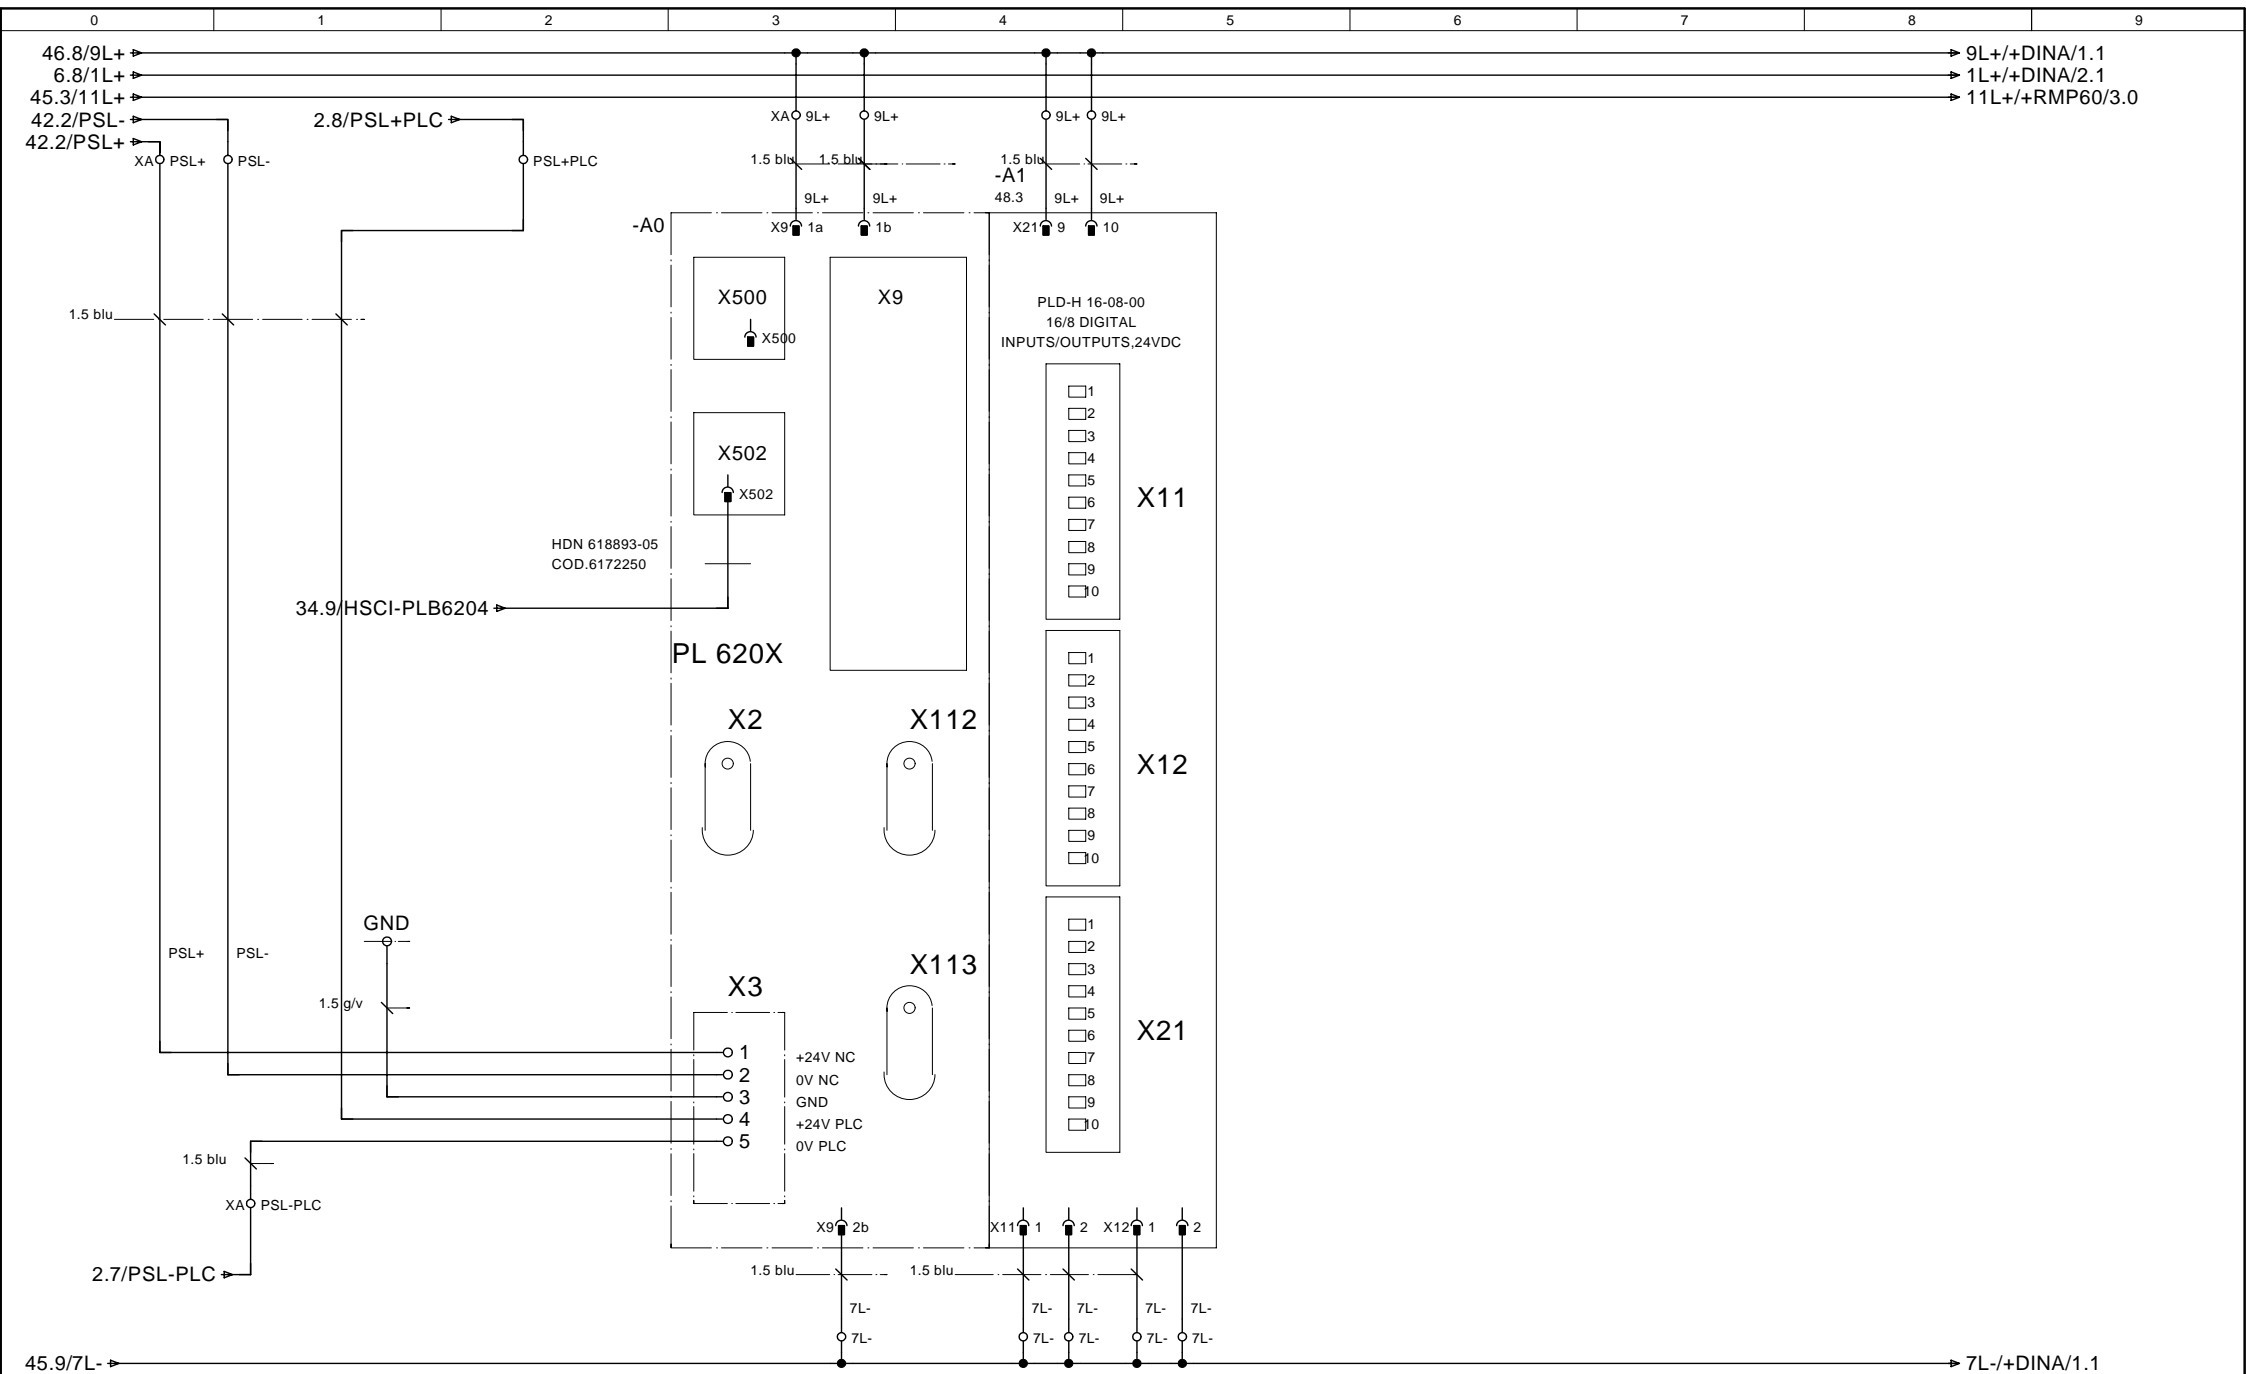 0 1 2 3 4 5 6 7 8 9
46.8/9L+ 9L+/+DINA/1.1
6.8/1L+ 1L+/+DINA/2.1
45.3/11L+ 11L+/+RMP60/3.0
42.2/PSL- 2.8/PSL+PLC XA 9L+ 9L+ 9L+ 9L+
42.2/PSL+
XA PSL+ PSL- PSL+PLC 1.5 blu 1.5 blu 1.5 blu
-A1
48.3
9L+ 9L+ 9L+ 9L+
-A0 X9 1a 1b X21 9 10
X500 X9
PLD-H 16-08-00
16/8 DIGITAL
INPUTS/OUTPUTS,24VDC
1.5 blu
X500
1
2
3
4
5
6
7
8
9
10
X11
X502
X502
HDN 618893-05
COD.6172250
34.9/HSCI-PLB6204
PL 620X
X2 X112
1
2
3
4
5
6
7
8
9
10
X12
GND
PSL+ PSL-
X113
X3
1.5 g/v
1
2
3
4
5
6
7
8
9
10
X21
1 +24V NC
2 0V NC
3 GND
4 +24V PLC
5 0V PLC
1.5 blu
XA PSL-PLC
X9 2b X11 1 2 X12 1 2
2.7/PSL-PLC 1.5 blu 1.5 blu
7L- 7L- 7L- 7L- 7L-
7L- 7L- 7L- 7L- 7L-
45.9/7L- 7L-/+DINA/1.1